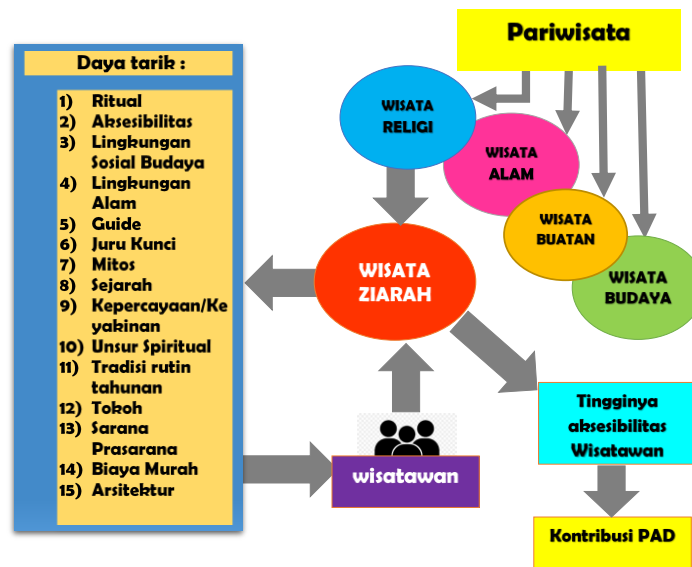 Pariwisata
Daya tarik :
1) Ritual
2) Aksesibilitas
3) Lingkungan
Sosial Budaya
4) Lingkungan
Alam
5) Guide
6) Juru Kunci
7) Mitos
8) Sejarah
9) Kepercayaan/Ke
yakinan
10) Unsur Spiritual
11) Tradisi rutin
tahunan
12) Tokoh
13) Sarana
Prasarana
14) Biaya Murah
15) Arsitektur
WISATA
RELIGI
WISATA
ALAM
WISATA
BUATAN
WISATA
BUDAYA
WISATA
ZIARAH
wisatawan
Tingginya
aksesibilitas
Wisatawan
Kontribusi PAD